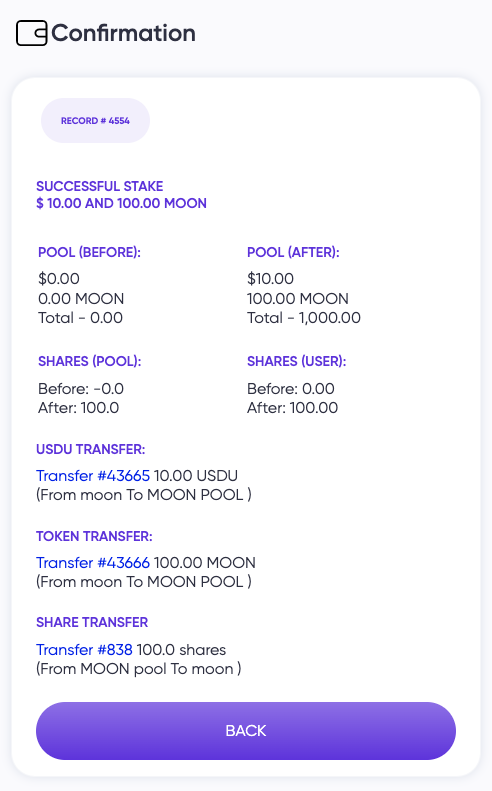 Confirmation
RECORD # 4554
SUCCESSFUL STAKE
$ 10.00 AND 100.00 MOON
POOL (BEFORE):
$0.00
0.00 MOON
Total - 0.00
POOL (AFTER):
$10.00
100.00 MOON
Total - 1,000.00
SHARES (POOL):
Before: -0.0
After: 100.0
SHARES (USER):
Before: 0.00
After: 100.00
USDU TRANSFER:
Transfer #43665 10.00 USDU
(From moon To MOON POOL )
TOKEN TRANSFER:
Transfer #43666 100.00 MOON
(From moon To MOON POOL )
SHARE TRANSFER
Transfer #838 100.0 shares
(From MOON pool To moon )
BACK